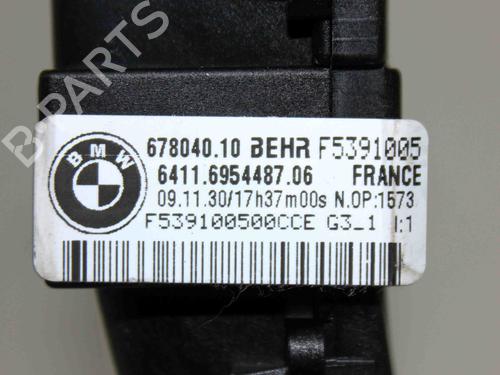 B-PARTS
BMW
678040.10 BEHR F5391005
6411.6954487.06 FRANCE
09.11.30/17h37m00s N.OP:1573
F539100500CCE G3_1 I:1